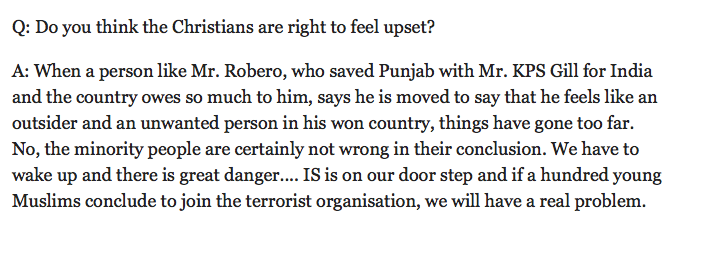 Q: Do you think the Christians are right to feel upset?
A: When a person like Mr. Robero, who saved Punjab with Mr. KPS Gill for India
and the country owes so much to him, says he is moved to say that he feels like an
outsider and an unwanted person in his won country, things have gone too far.
No, the minority people are certainly not wrong in their conclusion. We have to
wake up and there is great danger.... IS is on our door step and if a hundred young
Muslims conclude to join the terrorist organisation, we will have a real problem.